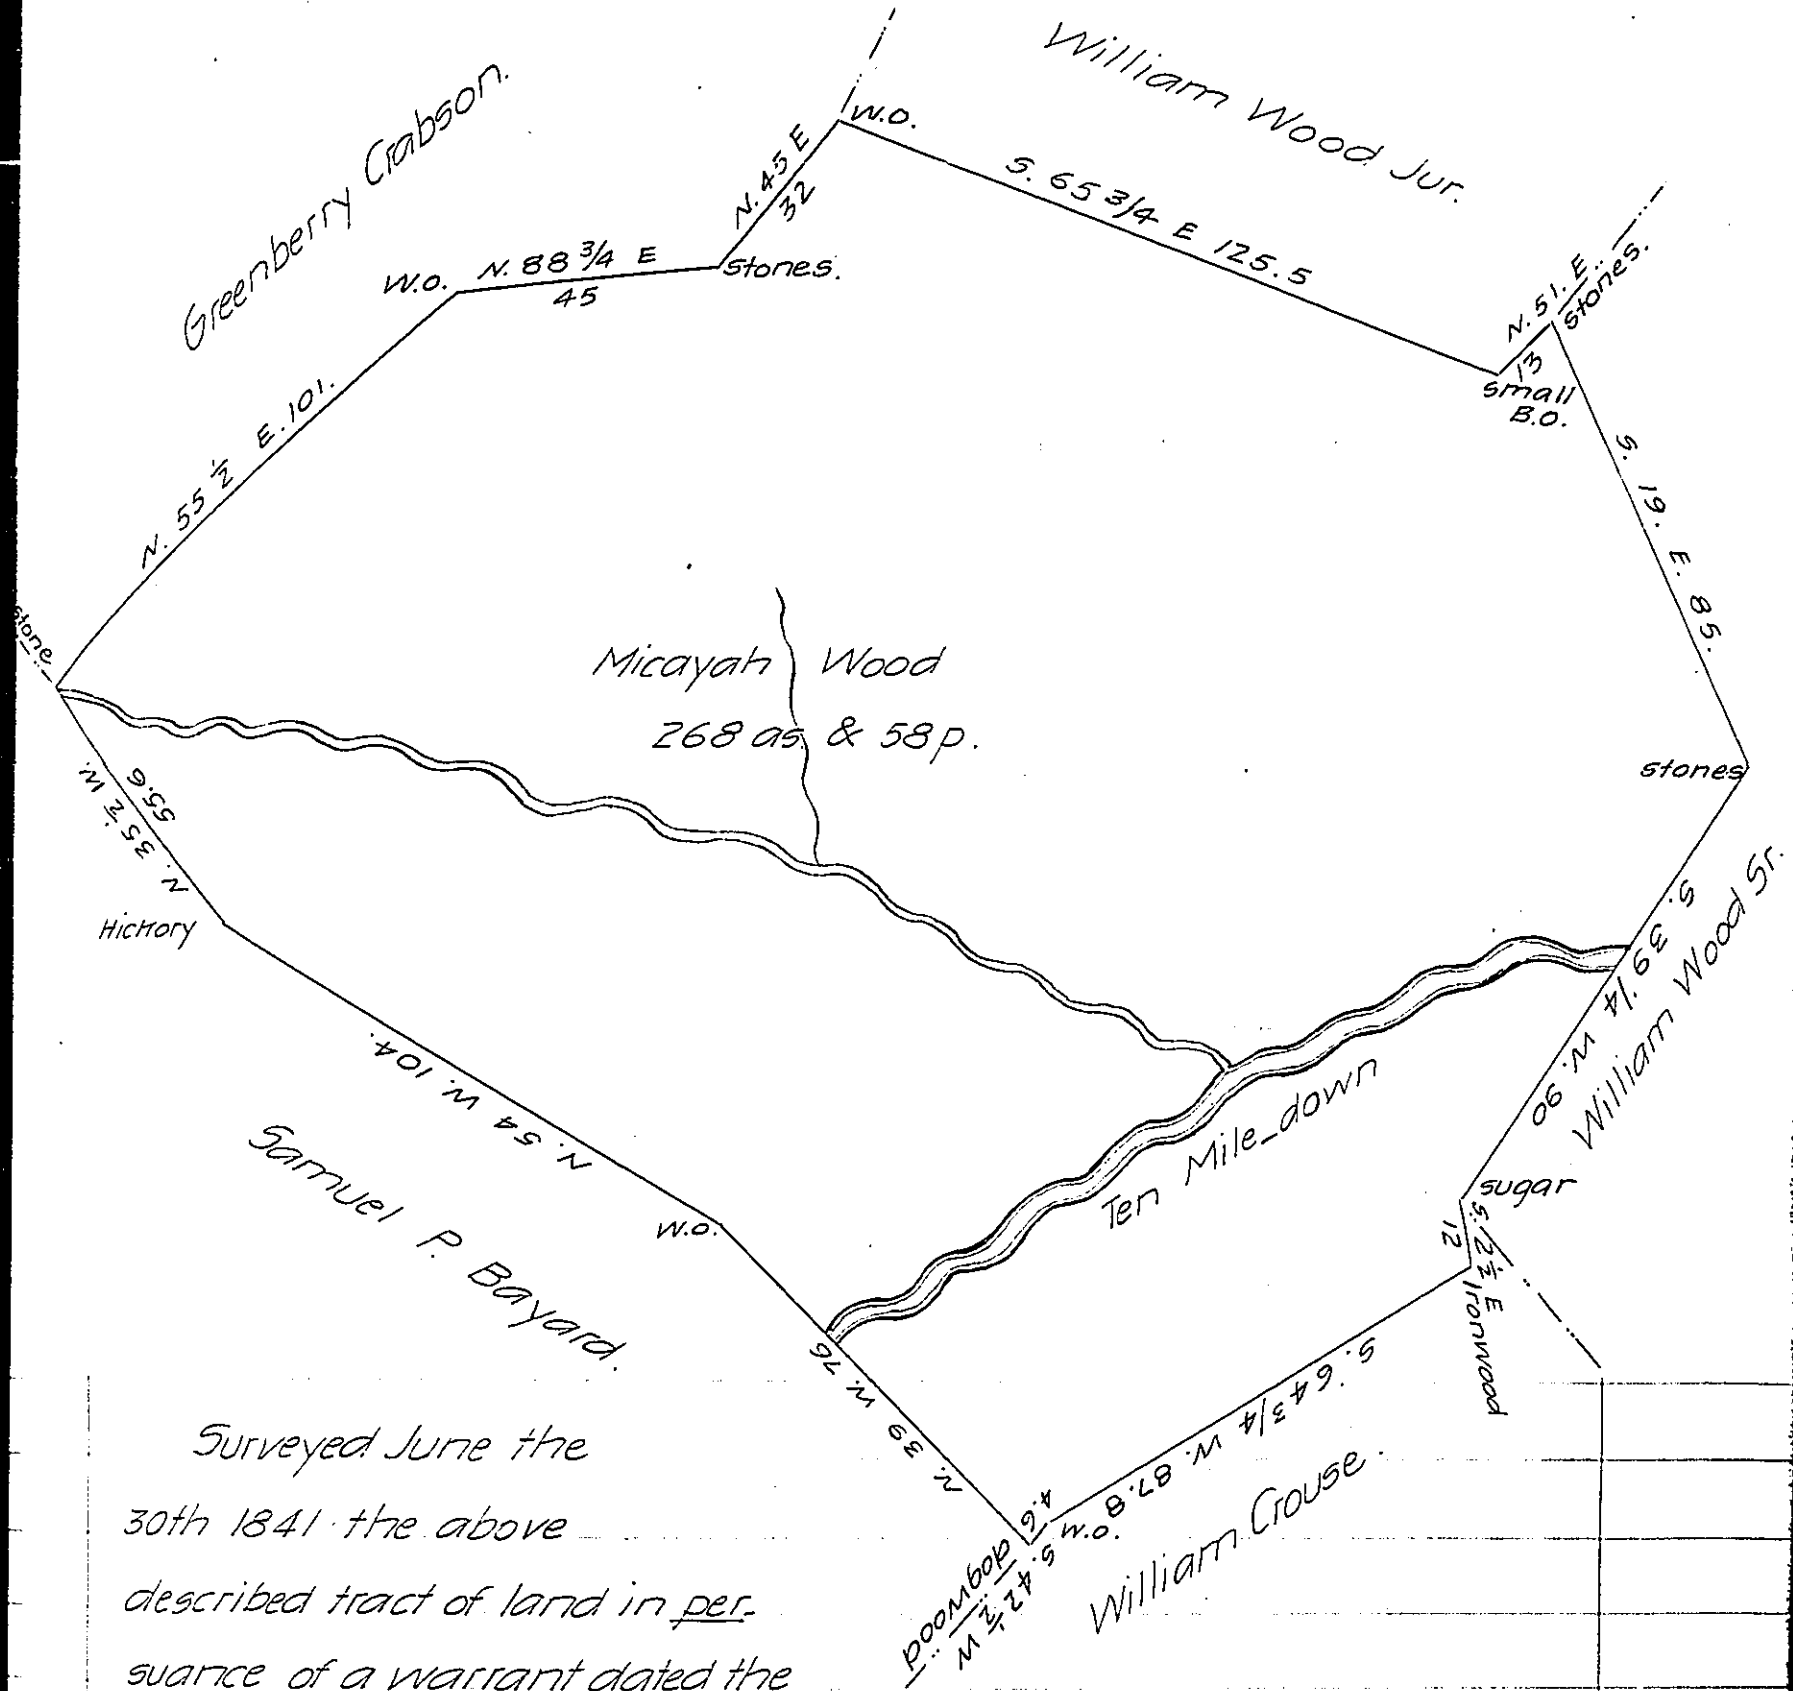 Greenberry Crabson.
William Wood Jur.
W.O.
N. 45 E
32
S. 65 3/4 E 125.5
W.O.
N. 88 3/4 E
45
stones.
N. 51. E.
13
stones.
small
B.O.
N. 55 1/2 E. 101.
S. 19. E. 85.
stone
Micayah Wood
268 as. & 58 p.
stones
N. 35 1/2 W.
55.6
Hickory
S. 39 1/4 W. 90
William Wood Sr.
N. 54 W. 104.
Samuel P. Bayard.
W.O.
Ten Mile_down
sugar
S. 12 1/2 E
12
Ironwood
N. 39 W. 76
S. 64 3/4 W. 87.8
William Crouse.
W.O.
4.6
S. 42 1/2 W
dogwood
Surveyed June the
30th 1841 the above
described tract of land in per-
suance of a warrant dated the